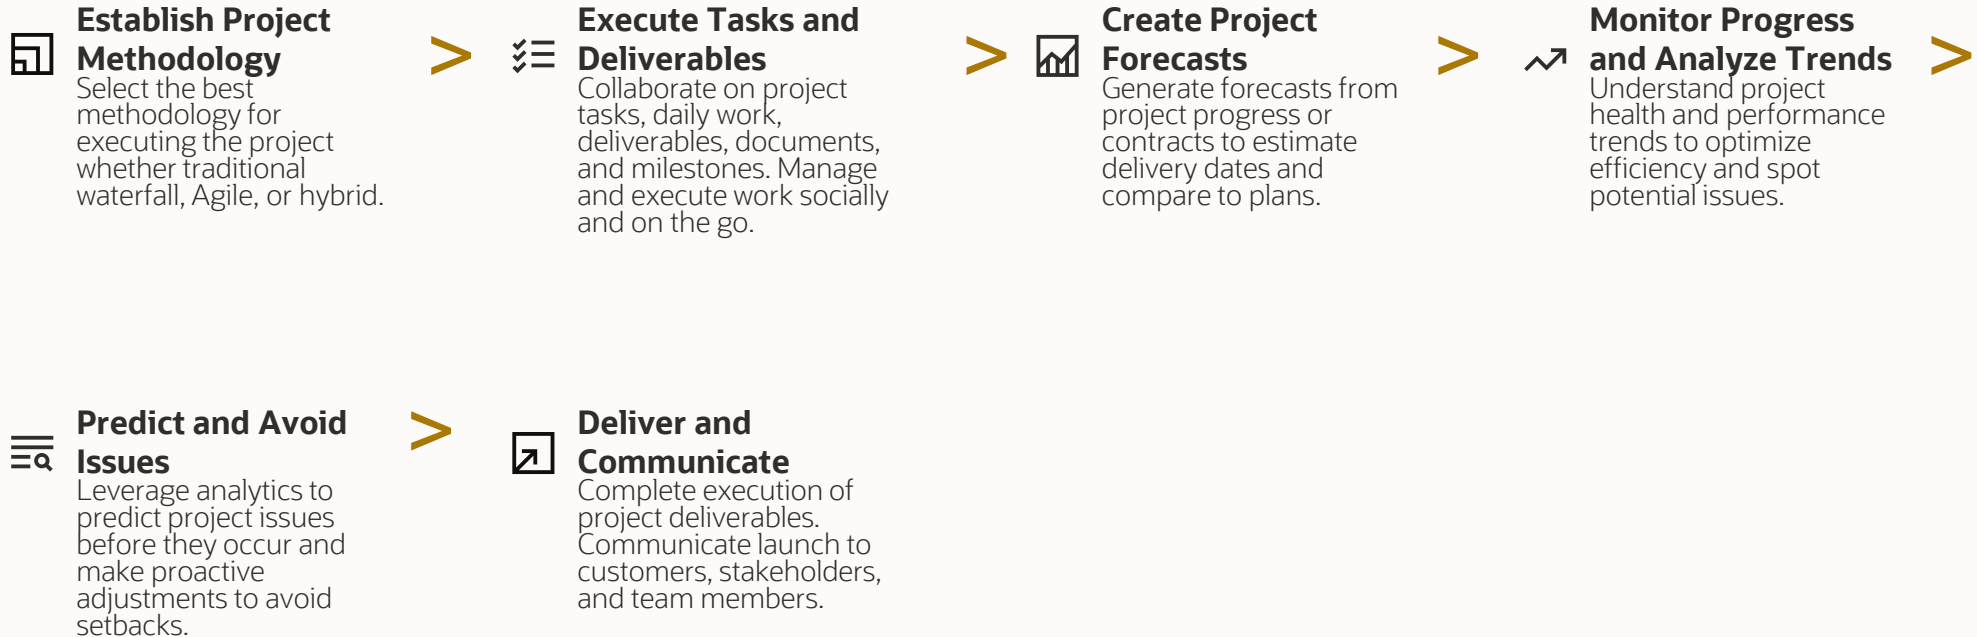 Establish Project
Methodology
Select the best
methodology for
executing the project
whether traditional
waterfall, Agile, or hybrid.
>
Execute Tasks and
Deliverables
Collaborate on project
tasks, daily work,
deliverables, documents,
and milestones. Manage
and execute work socially
and on the go.
>
Create Project
Forecasts
Generate forecasts from
project progress or
contracts to estimate
delivery dates and
compare to plans.
>
Monitor Progress
and Analyze Trends
Understand project
health and performance
trends to optimize
efficiency and spot
potential issues.
>
Predict and Avoid
Issues
Leverage analytics to
predict project issues
before they occur and
make proactive
adjustments to avoid
setbacks.
>
Deliver and
Communicate
Complete execution of
project deliverables.
Communicate launch to
customers, stakeholders,
and team members.